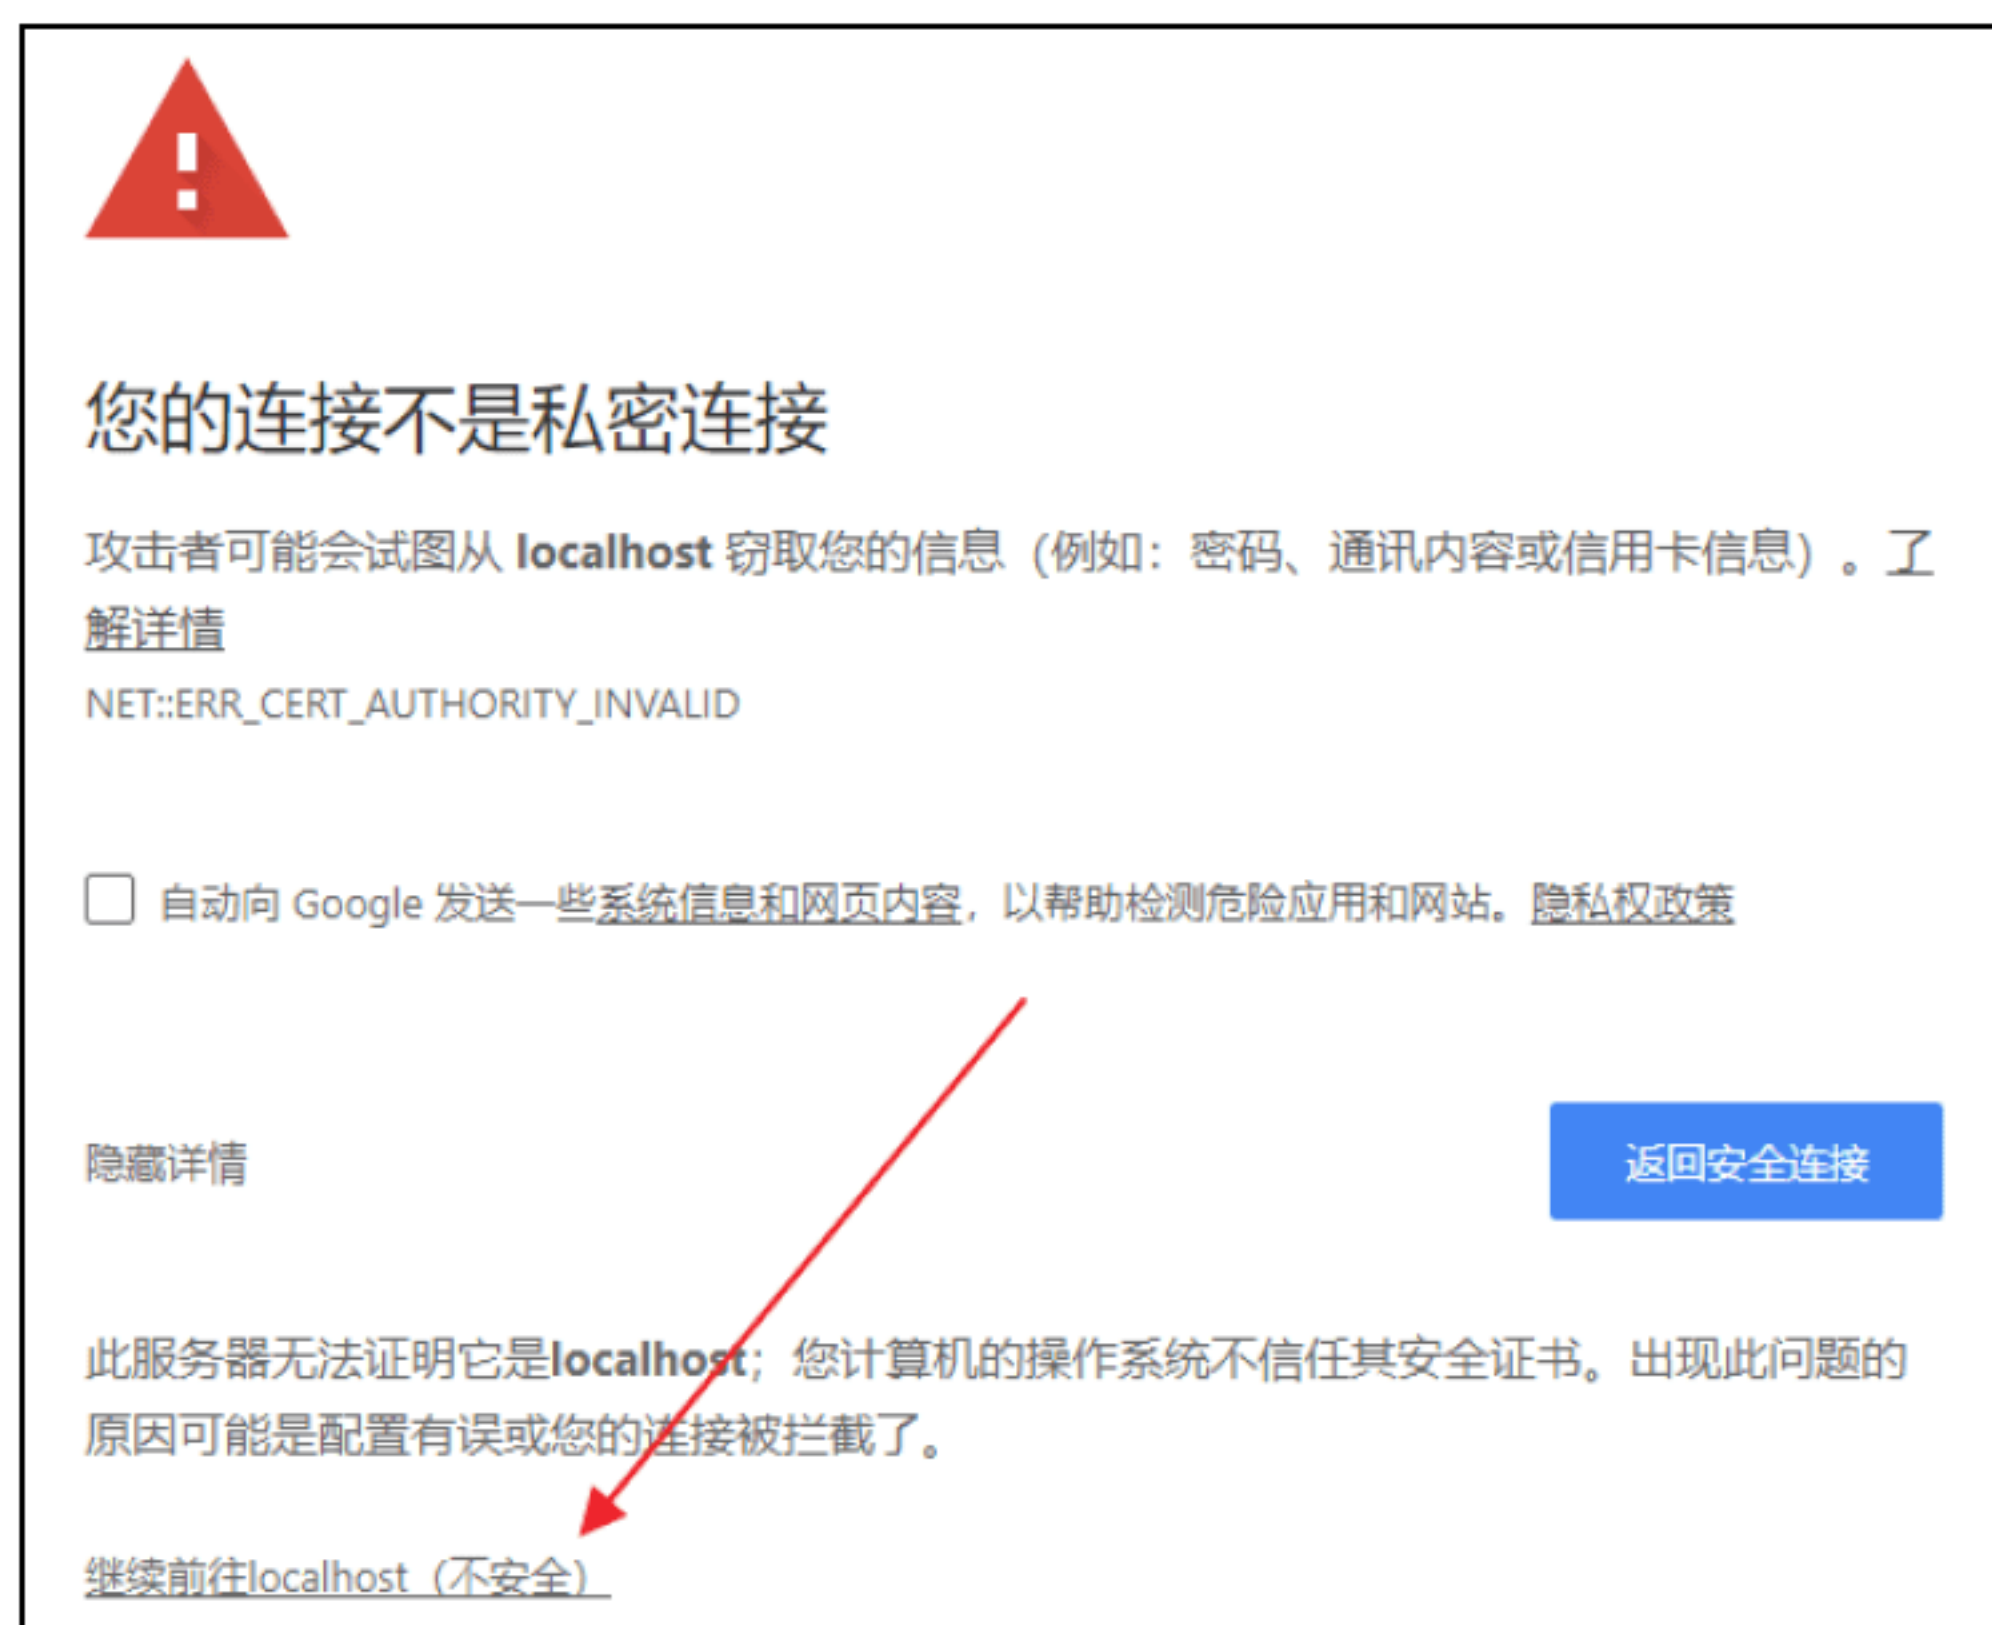 您的连接不是私密连接
攻击者可能会试图从 localhost 窃取您的信息（例如：密码、通讯内容或信用卡信息）。了
解详情
NET::ERR_CERT_AUTHORITY_INVALID
自动向 Google 发送一些系统信息和网页内容，以帮助检测危险应用和网站。隐私权政策
隐藏详情
返回安全连接
此服务器无法证明它是localhost；您计算机的操作系统不信任其安全证书。出现此问题的
原因可能是配置有误或您的连接被拦截了。
继续前往localhost（不安全）